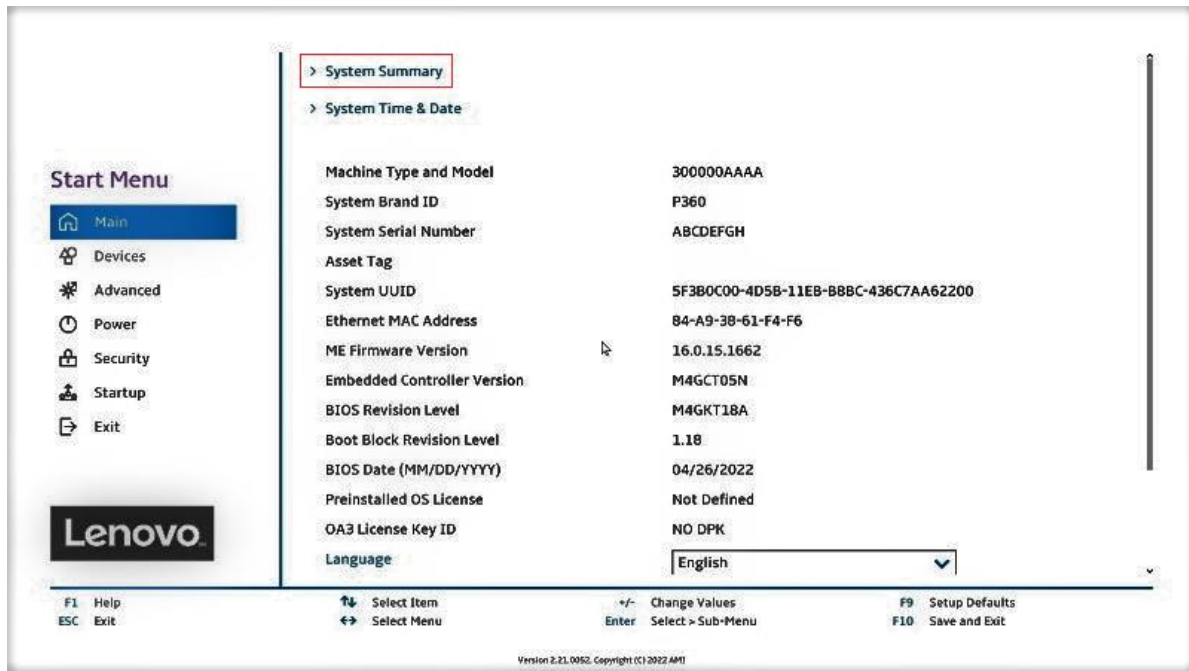 > System Summary
> System Time & Date
Start Menu
Main
Devices
Advanced
Power
Security
Startup
Exit
Lenovo
Machine Type and Model 300000AAAA
System Brand ID P360
System Serial Number ABCDEFGH
Asset Tag
System UUID 5F3B0C00-4D5B-11EB-BBBC-436C7AA62200
Ethernet MAC Address 84-A9-38-61-F4-F6
ME Firmware Version 16.0.15.1662
Embedded Controller Version M4GCT05N
BIOS Revision Level M4GKT18A
Boot Block Revision Level 1.18
BIOS Date (MM/DD/YYYY) 04/26/2022
Preinstalled OS License Not Defined
OA3 License Key ID NO DPK
Language English
F1 Help ↑↓ Select Item +/- Change Values F9 Setup Defaults
ESC Exit ↔ Select Menu Enter Select > Sub-Menu F10 Save and Exit
Version 2.21.0052. Copyright (C) 2022 AMI